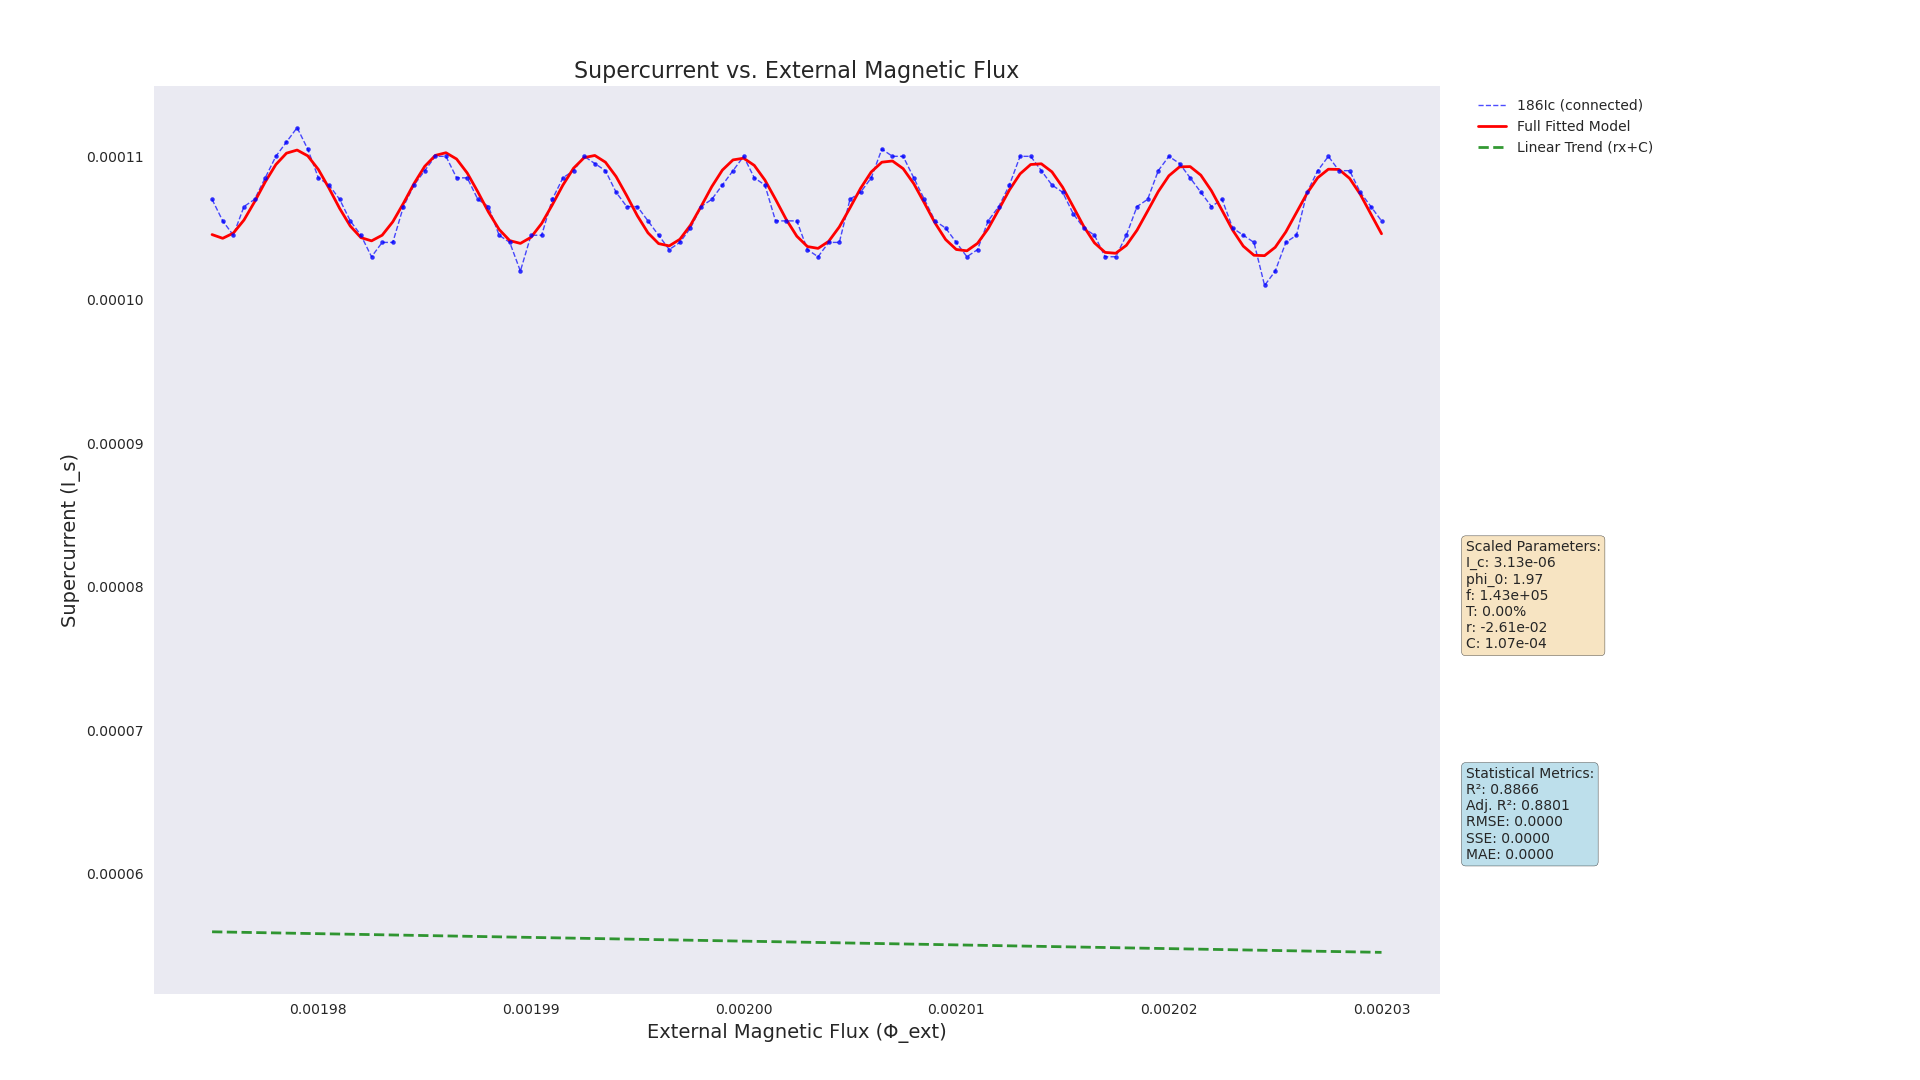 Supercurrent vs. External Magnetic Flux
186Ic (connected)
Full Fitted Model
Linear Trend (rx+C)
0.00011
0.00010
0.00009
0.00008
0.00007
0.00006
Supercurrent (I_s)
0.00198
0.00199
0.00200
0.00201
0.00202
0.00203
External Magnetic Flux (Φ_ext)
Scaled Parameters:
I_c: 3.13e-06
phi_0: 1.97
f: 1.43e+05
T: 0.00%
r: -2.61e-02
C: 1.07e-04
Statistical Metrics:
R²: 0.8866
Adj. R²: 0.8801
RMSE: 0.0000
SSE: 0.0000
MAE: 0.0000